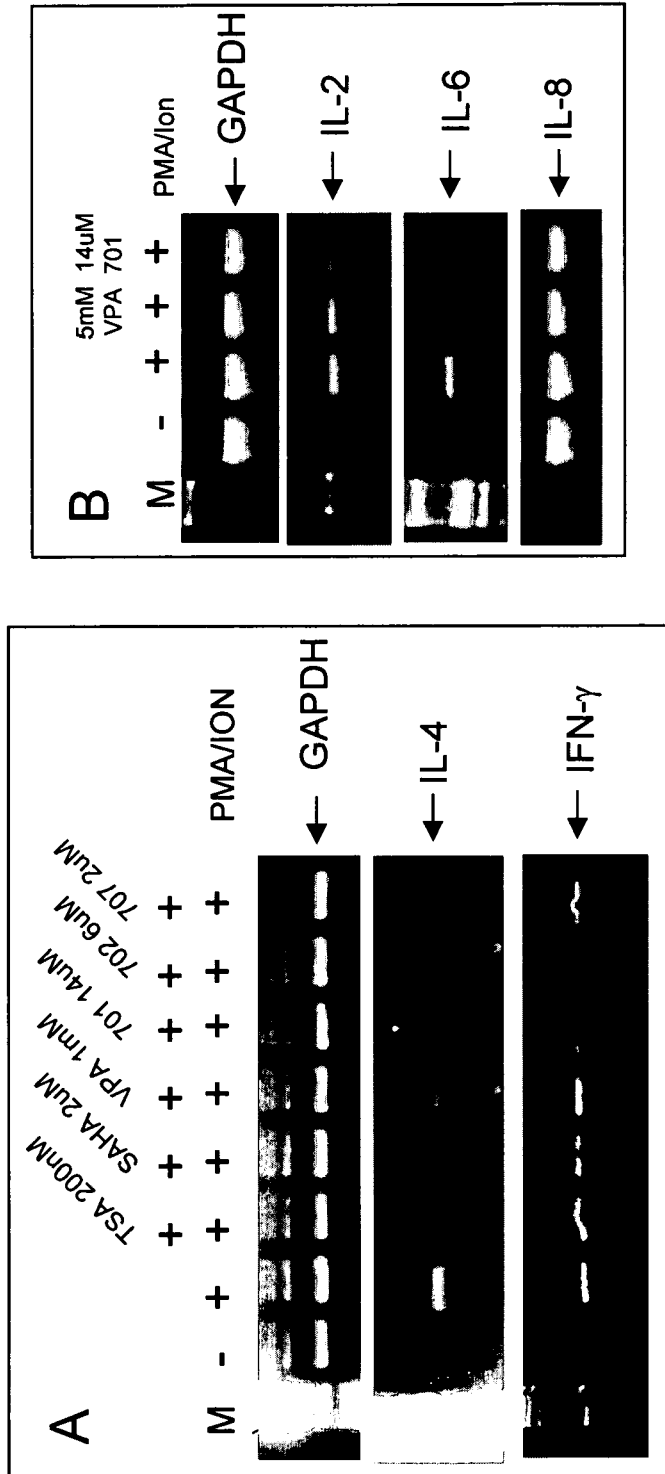 A
TSA 200nM
SAHA 2uM
VPA 1mM
701 14uM
702 6uM
707 2uM
+ + + + + +
M - + + + + + + + PMA/ION
GAPDH
IL-4
IFN-γ
B
5mM 14uM
VPA 701
M - + + + PMA/Ion
GAPDH
IL-2
IL-6
IL-8